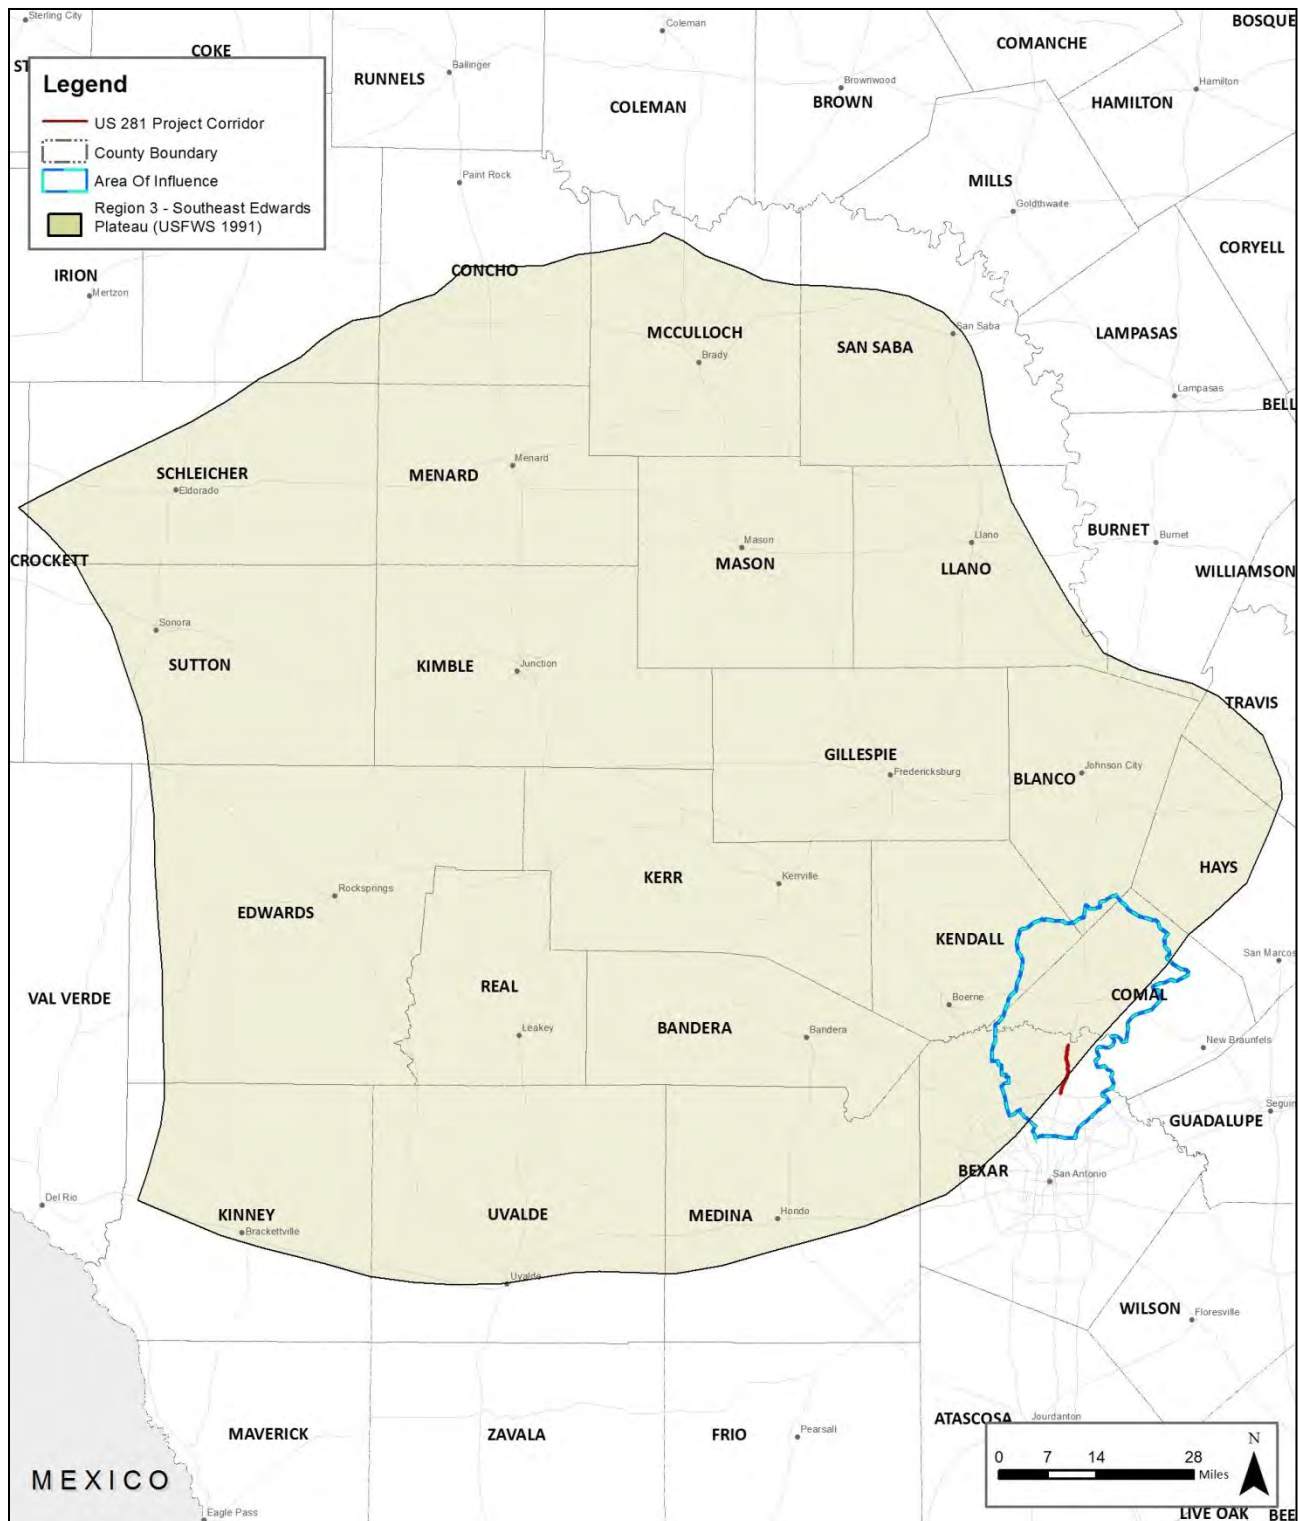 Sterling City
COKE
ST
RUNNELS
Ballinger
Coleman
COLEMAN
Brownwood
BROWN
COMANCHE
BOSQUE
HAMILTON
Hamilton
Legend
US 281 Project Corridor
County Boundary
Area Of Influence
Region 3 - Southeast Edwards
Plateau (USFWS 1991)
Paint Rock
MILLS
Goldthwaite
CORYELL
IRION
Mertzon
CONCHO
MCCULLOCH
Brady
SAN SABA
San Saba
LAMPASAS
Lampasas
BELL
SCHLEICHER
Eldorado
MENARD
Menard
CROCKETT
Mason
MASON
Llano
LLANO
BURNET
Burnet
WILLIAMSON
Sonora
SUTTON
KIMBLE
Junction
TRAVIS
GILLESPIE
Fredericksburg
BLANCO
Johnson City
EDWARDS
Rocksprings
KERR
Kerrville
HAYS
KENDALL
Boerne
San Marcos
VAL VERDE
REAL
Leakey
BANDERA
Bandera
COMAL
New Braunfels
Seguin
GUADALUPE
BEXAR
San Antonio
Del Rio
KINNEY
Brackettville
UVALDE
Uvalde
MEDINA
Hondo
WILSON
Floresville
MAVERICK
ZAVALA
FRIO
Pearsall
ATASCOSA
Jourdanton
MEXICO
Eagle Pass
N
0 7 14 28
Miles
LIVE OAK
BEE